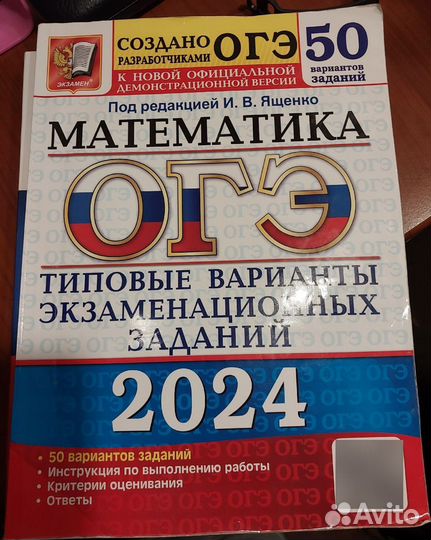 ЭКЗАМЕН
СОЗДАНО
РАЗРАБОТЧИКАМИ ОГЭ
К НОВОЙ ОФИЦИАЛЬНОЙ
ДЕМОНСТРАЦИОННОЙ ВЕРСИИ
50
вариантов
заданий
Под редакцией И. В. Ященко
МАТЕМАТИКА
ОГЭ
ТИПОВЫЕ ВАРИАНТЫ
ЭКЗАМЕНАЦИОННЫХ
ЗАДАНИЙ
2024
• 50 вариантов заданий
• Инструкция по выполнению работы
• Критерии оценивания
• Ответы
Avito